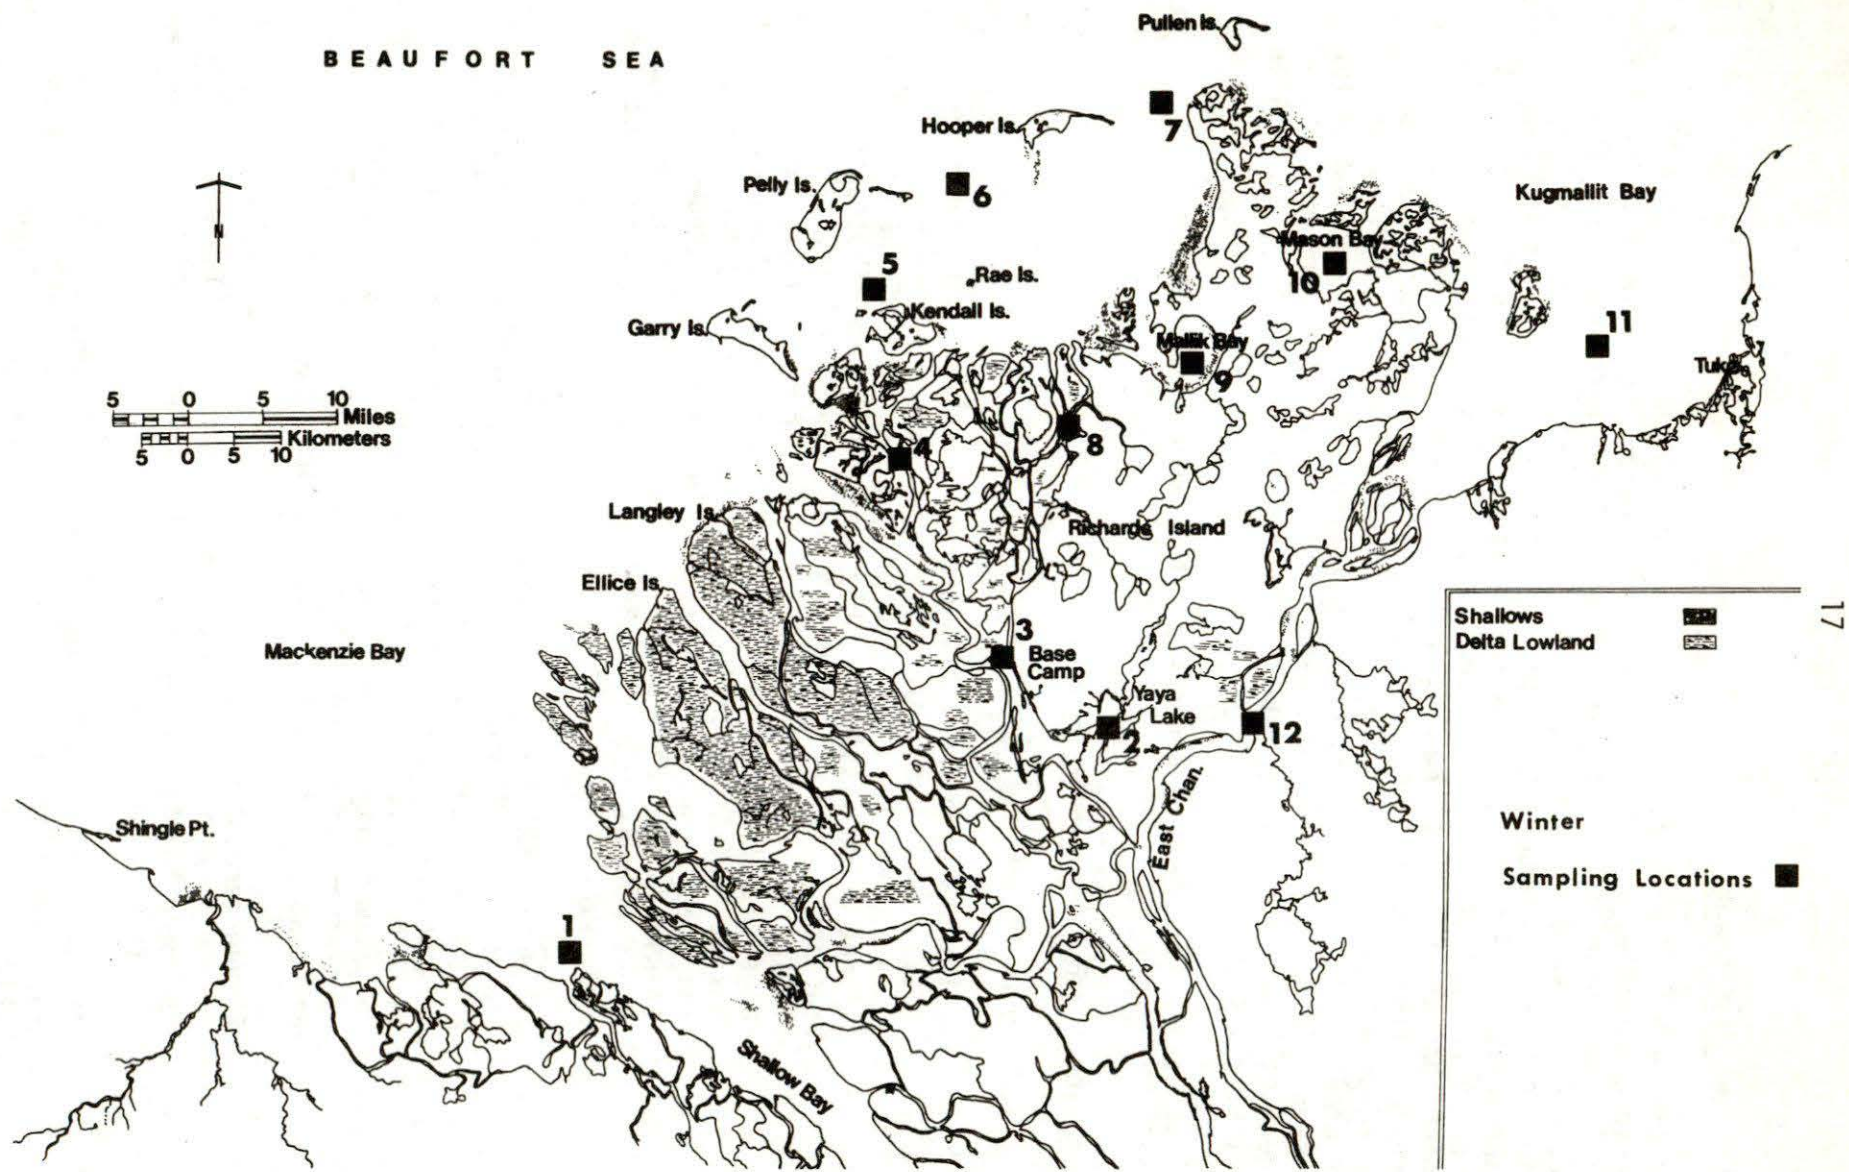 BEAUFORT SEA
Pullen Is.
Hooper Is.
7
Pelly Is.
6
Kugmallit Bay
N
Mason Bay
5
Rae Is.
10
Kendall Is.
Garry Is.
11
Mallik Bay
9
Tuk
5 0 5 10
Miles
Kilometers
5 0 5 10
8
4
Langley Is.
Richards Island
Ellice Is.
Shallows
Delta Lowland
17
3
Base
Camp
Mackenzie Bay
Yaya
Lake
2
12
East Chan.
Shingle Pt.
Winter
Sampling Locations
1
Shallow Bay